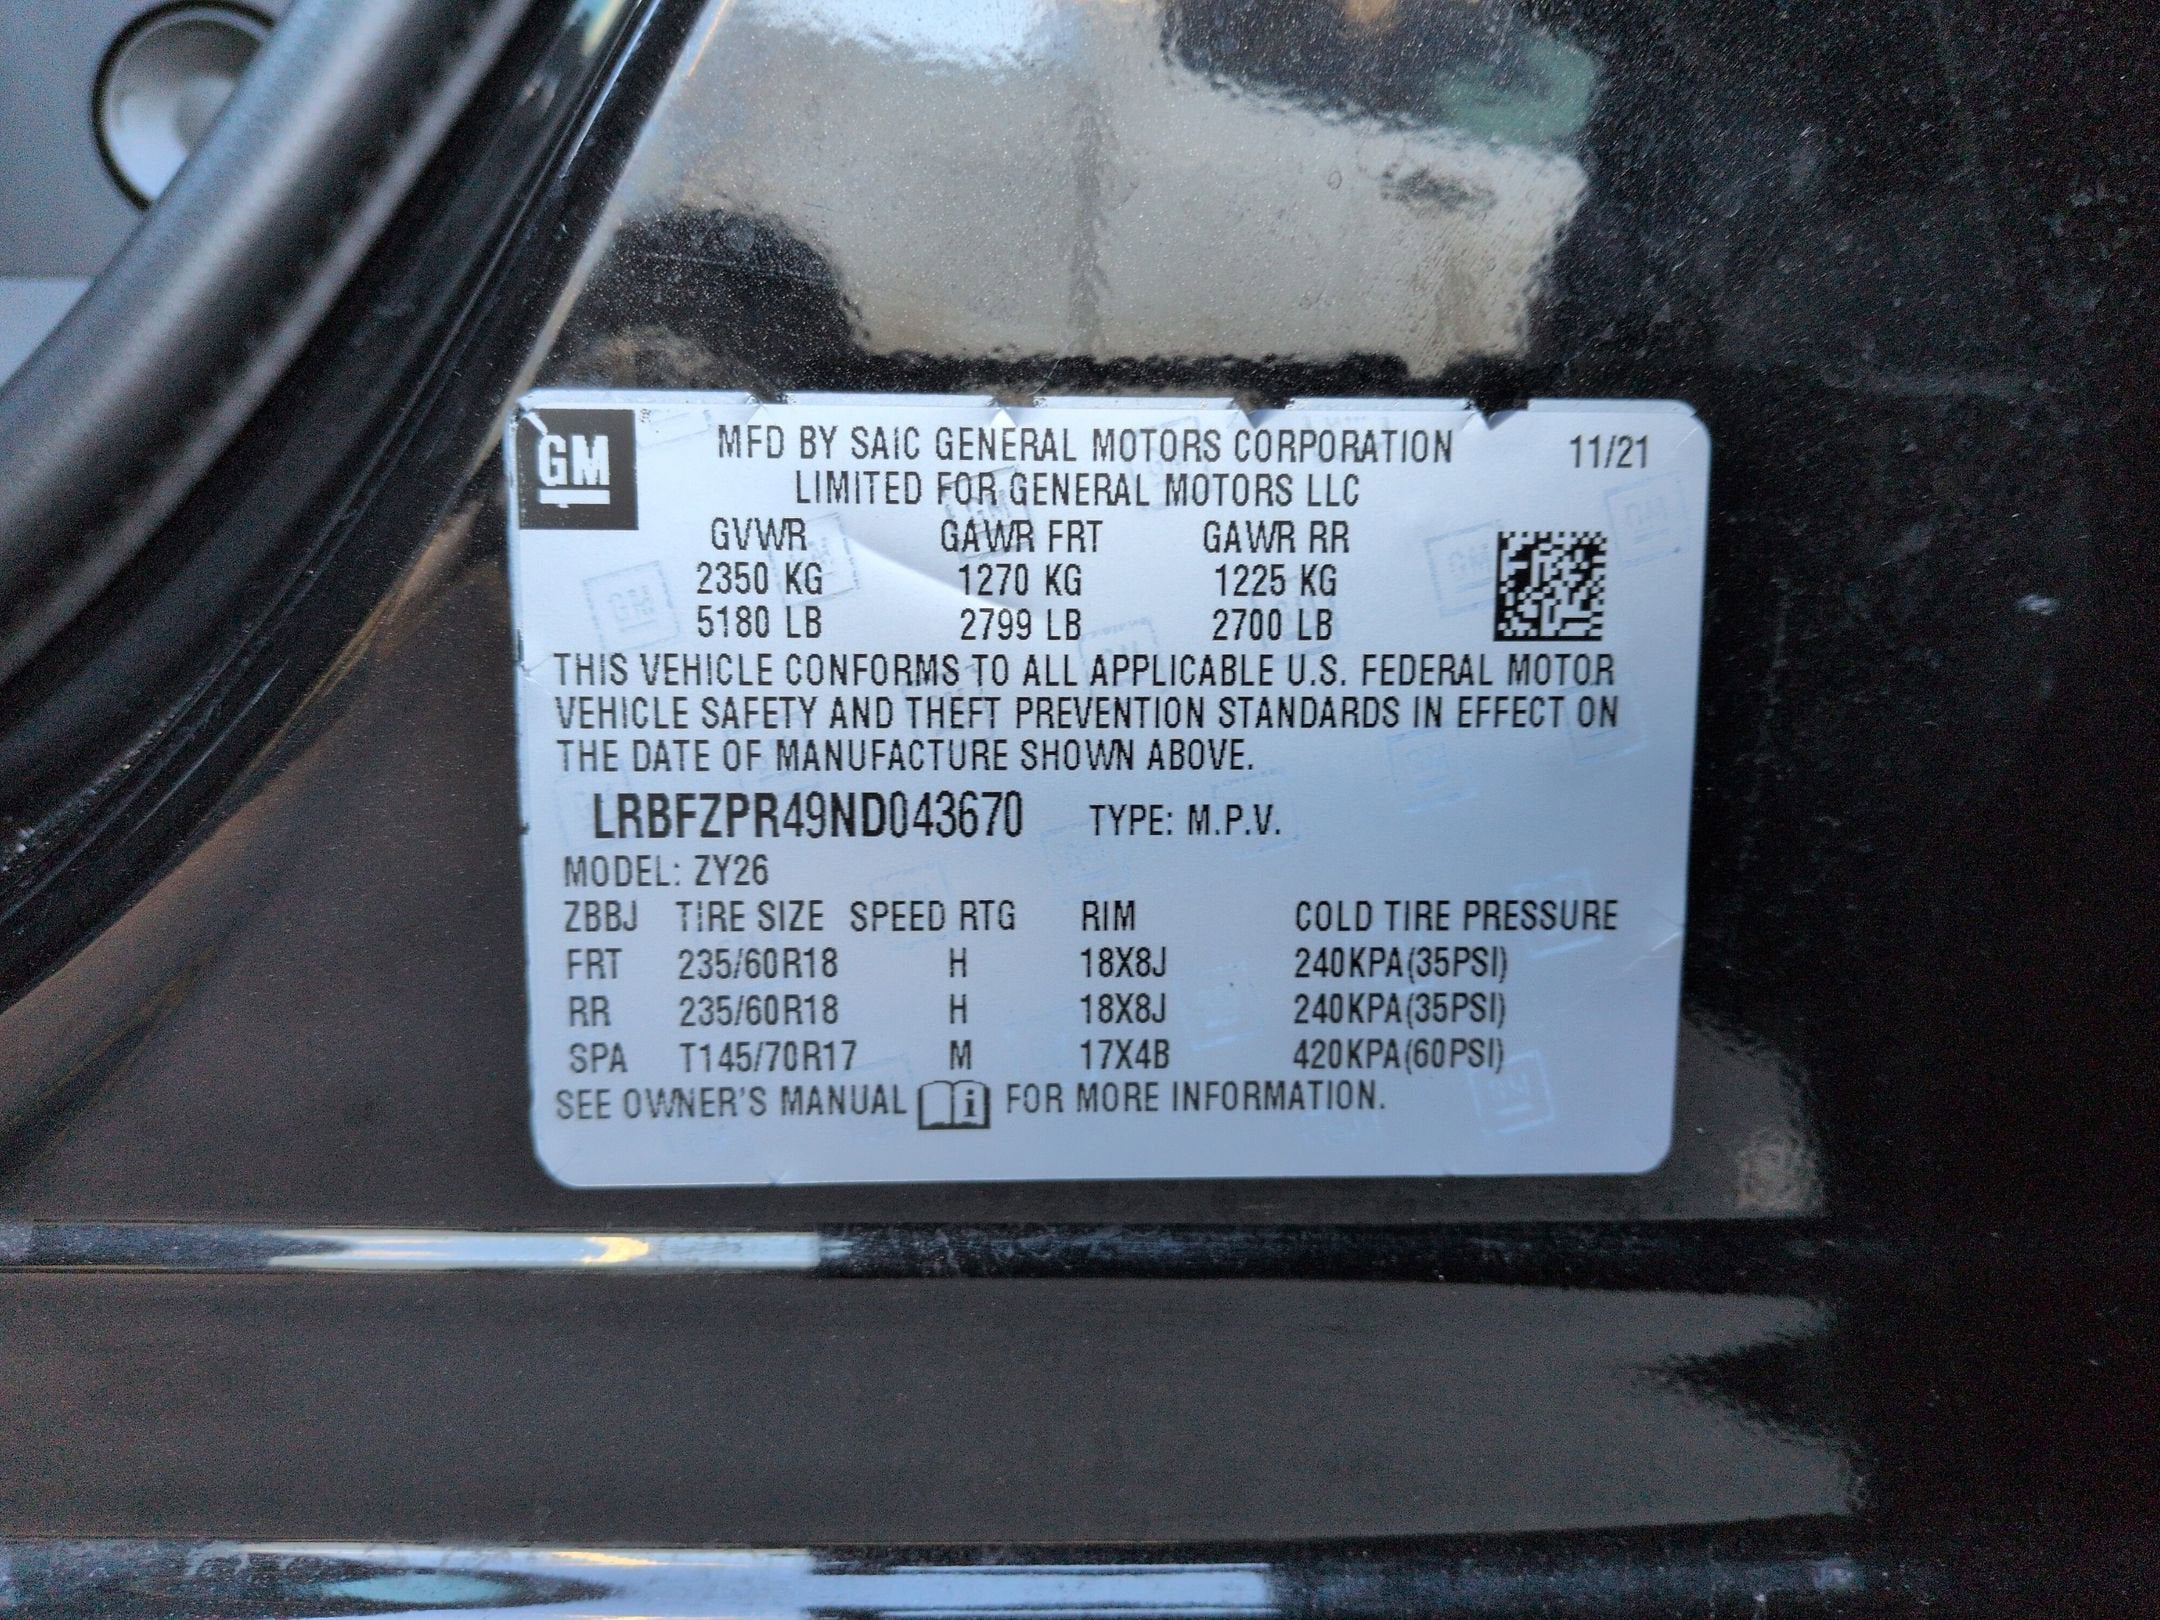 GM
MFD BY SAIC GENERAL MOTORS CORPORATION 11/21
LIMITED FOR GENERAL MOTORS LLC
GVWR GAWR FRT GAWR RR
2350 KG 1270 KG 1225 KG
5180 LB 2799 LB 2700 LB
THIS VEHICLE CONFORMS TO ALL APPLICABLE U.S. FEDERAL MOTOR
VEHICLE SAFETY AND THEFT PREVENTION STANDARDS IN EFFECT ON
THE DATE OF MANUFACTURE SHOWN ABOVE.
LRBFZPR49ND043670 TYPE: M.P.V.
MODEL: ZY26
ZBBJ TIRE SIZE SPEED RTG RIM COLD TIRE PRESSURE
FRT 235/60R18 H 18X8J 240KPA(35PSI)
RR 235/60R18 H 18X8J 240KPA(35PSI)
SPA T145/70R17 M 17X4B 420KPA(60PSI)
SEE OWNER'S MANUAL i FOR MORE INFORMATION.